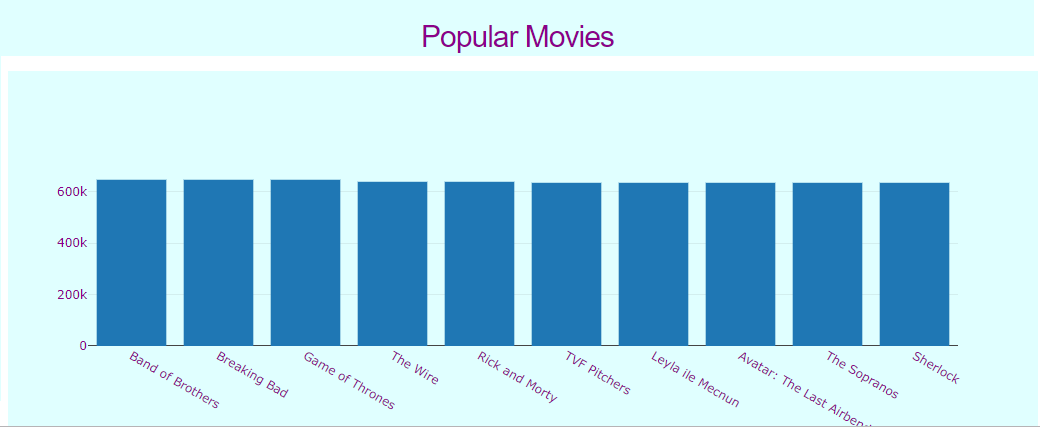 Popular Movies
600k
400k
200k
0
Band of Brothers
Breaking Bad
Game of Thrones
The Wire
Rick and Morty
TVF Pitchers
Leyla ile Mecnun
Avatar: The Last Airbend
The Sopranos
Sherlock